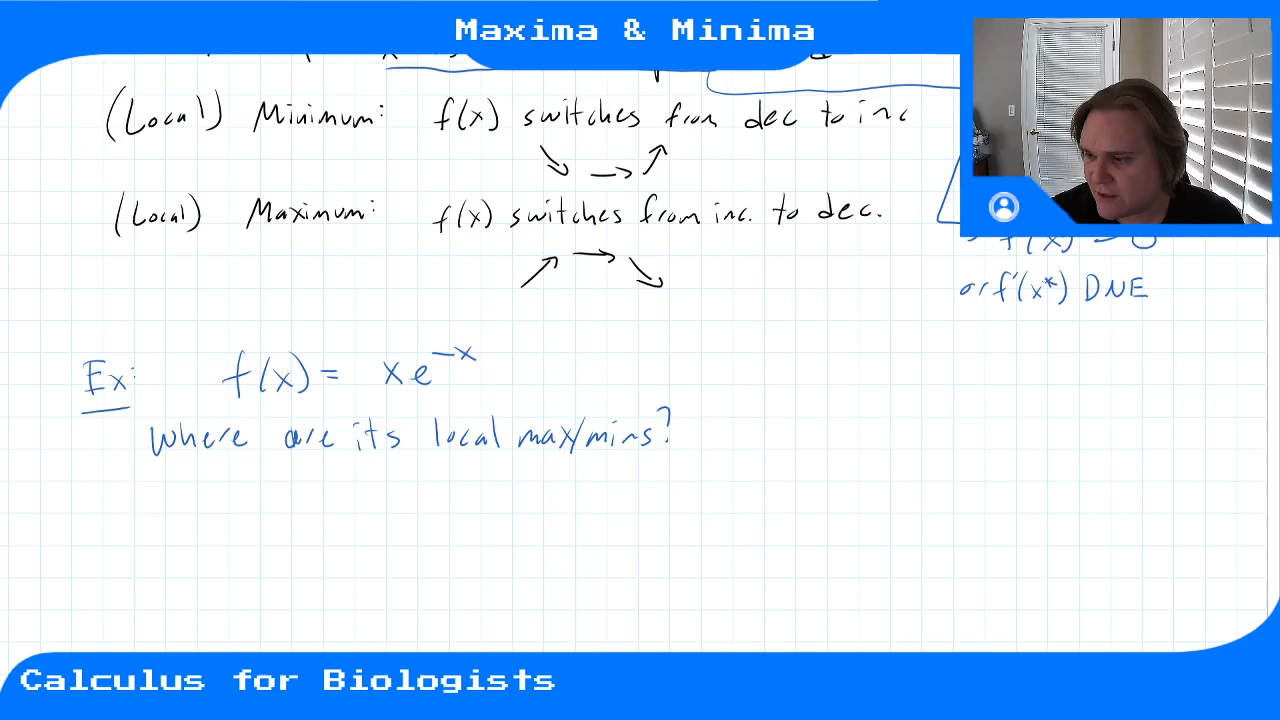 Maxima & Minima
(Local) Minimum: f(x) switches from dec to inc
(Local) Maximum: f(x) switches from inc. to dec.
f'(x) = 0
or f'(x*) DNE
Ex: f(x) = x e^{-x}
Where are its local max/mins?
Calculus for Biologists